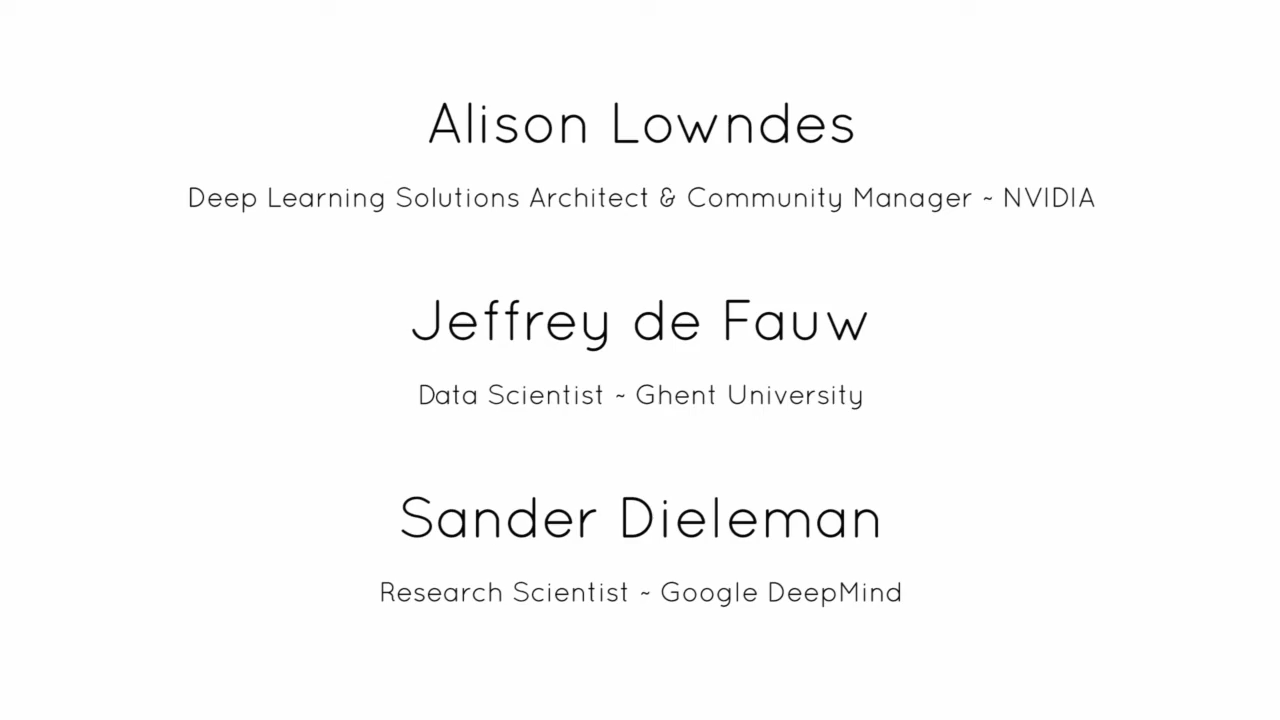 Alison Lowndes
Deep Learning Solutions Architect & Community Manager ~ NVIDIA
Jeffrey de Fauw
Data Scientist ~ Ghent University
Sander Dieleman
Research Scientist ~ Google DeepMind